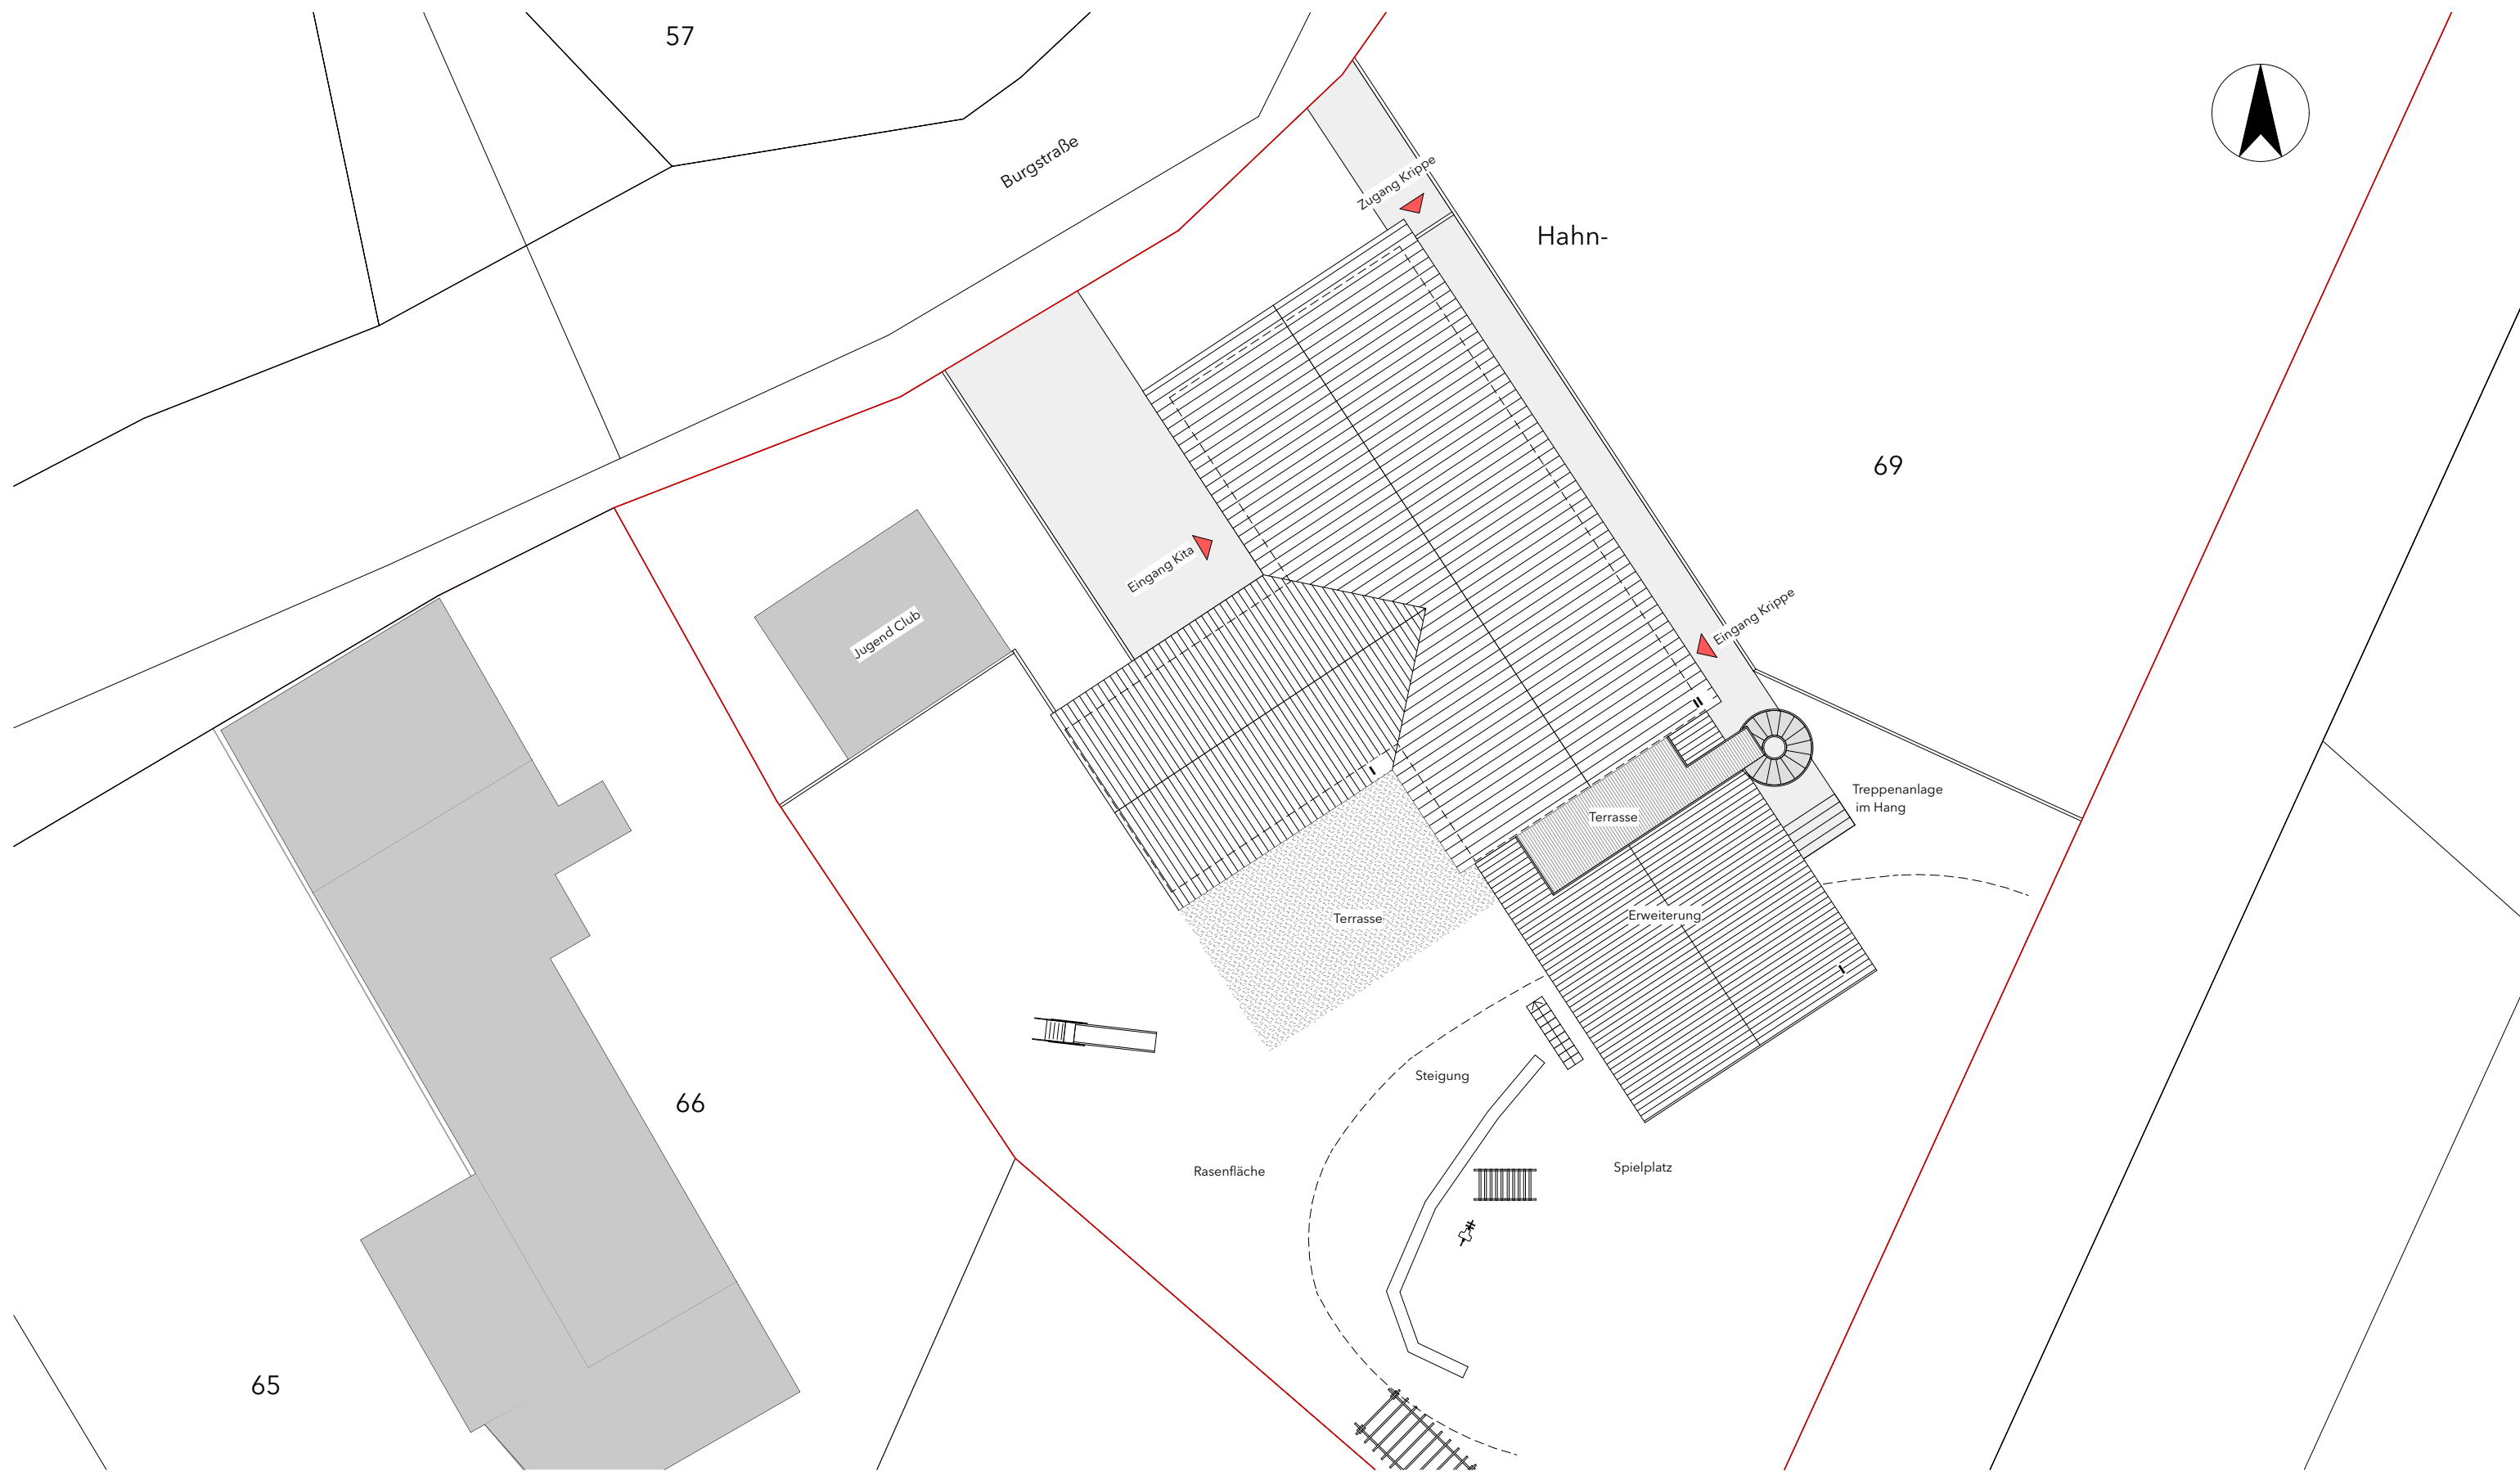 57
Burgstraße
Zugang Krippe
Hahn-
69
Eingang Kita
Jugend Club
Eingang Krippe
Treppenanlage
im Hang
Terrasse
Terrasse
Erweiterung
Steigung
66
Rasenfläche
Spielplatz
65